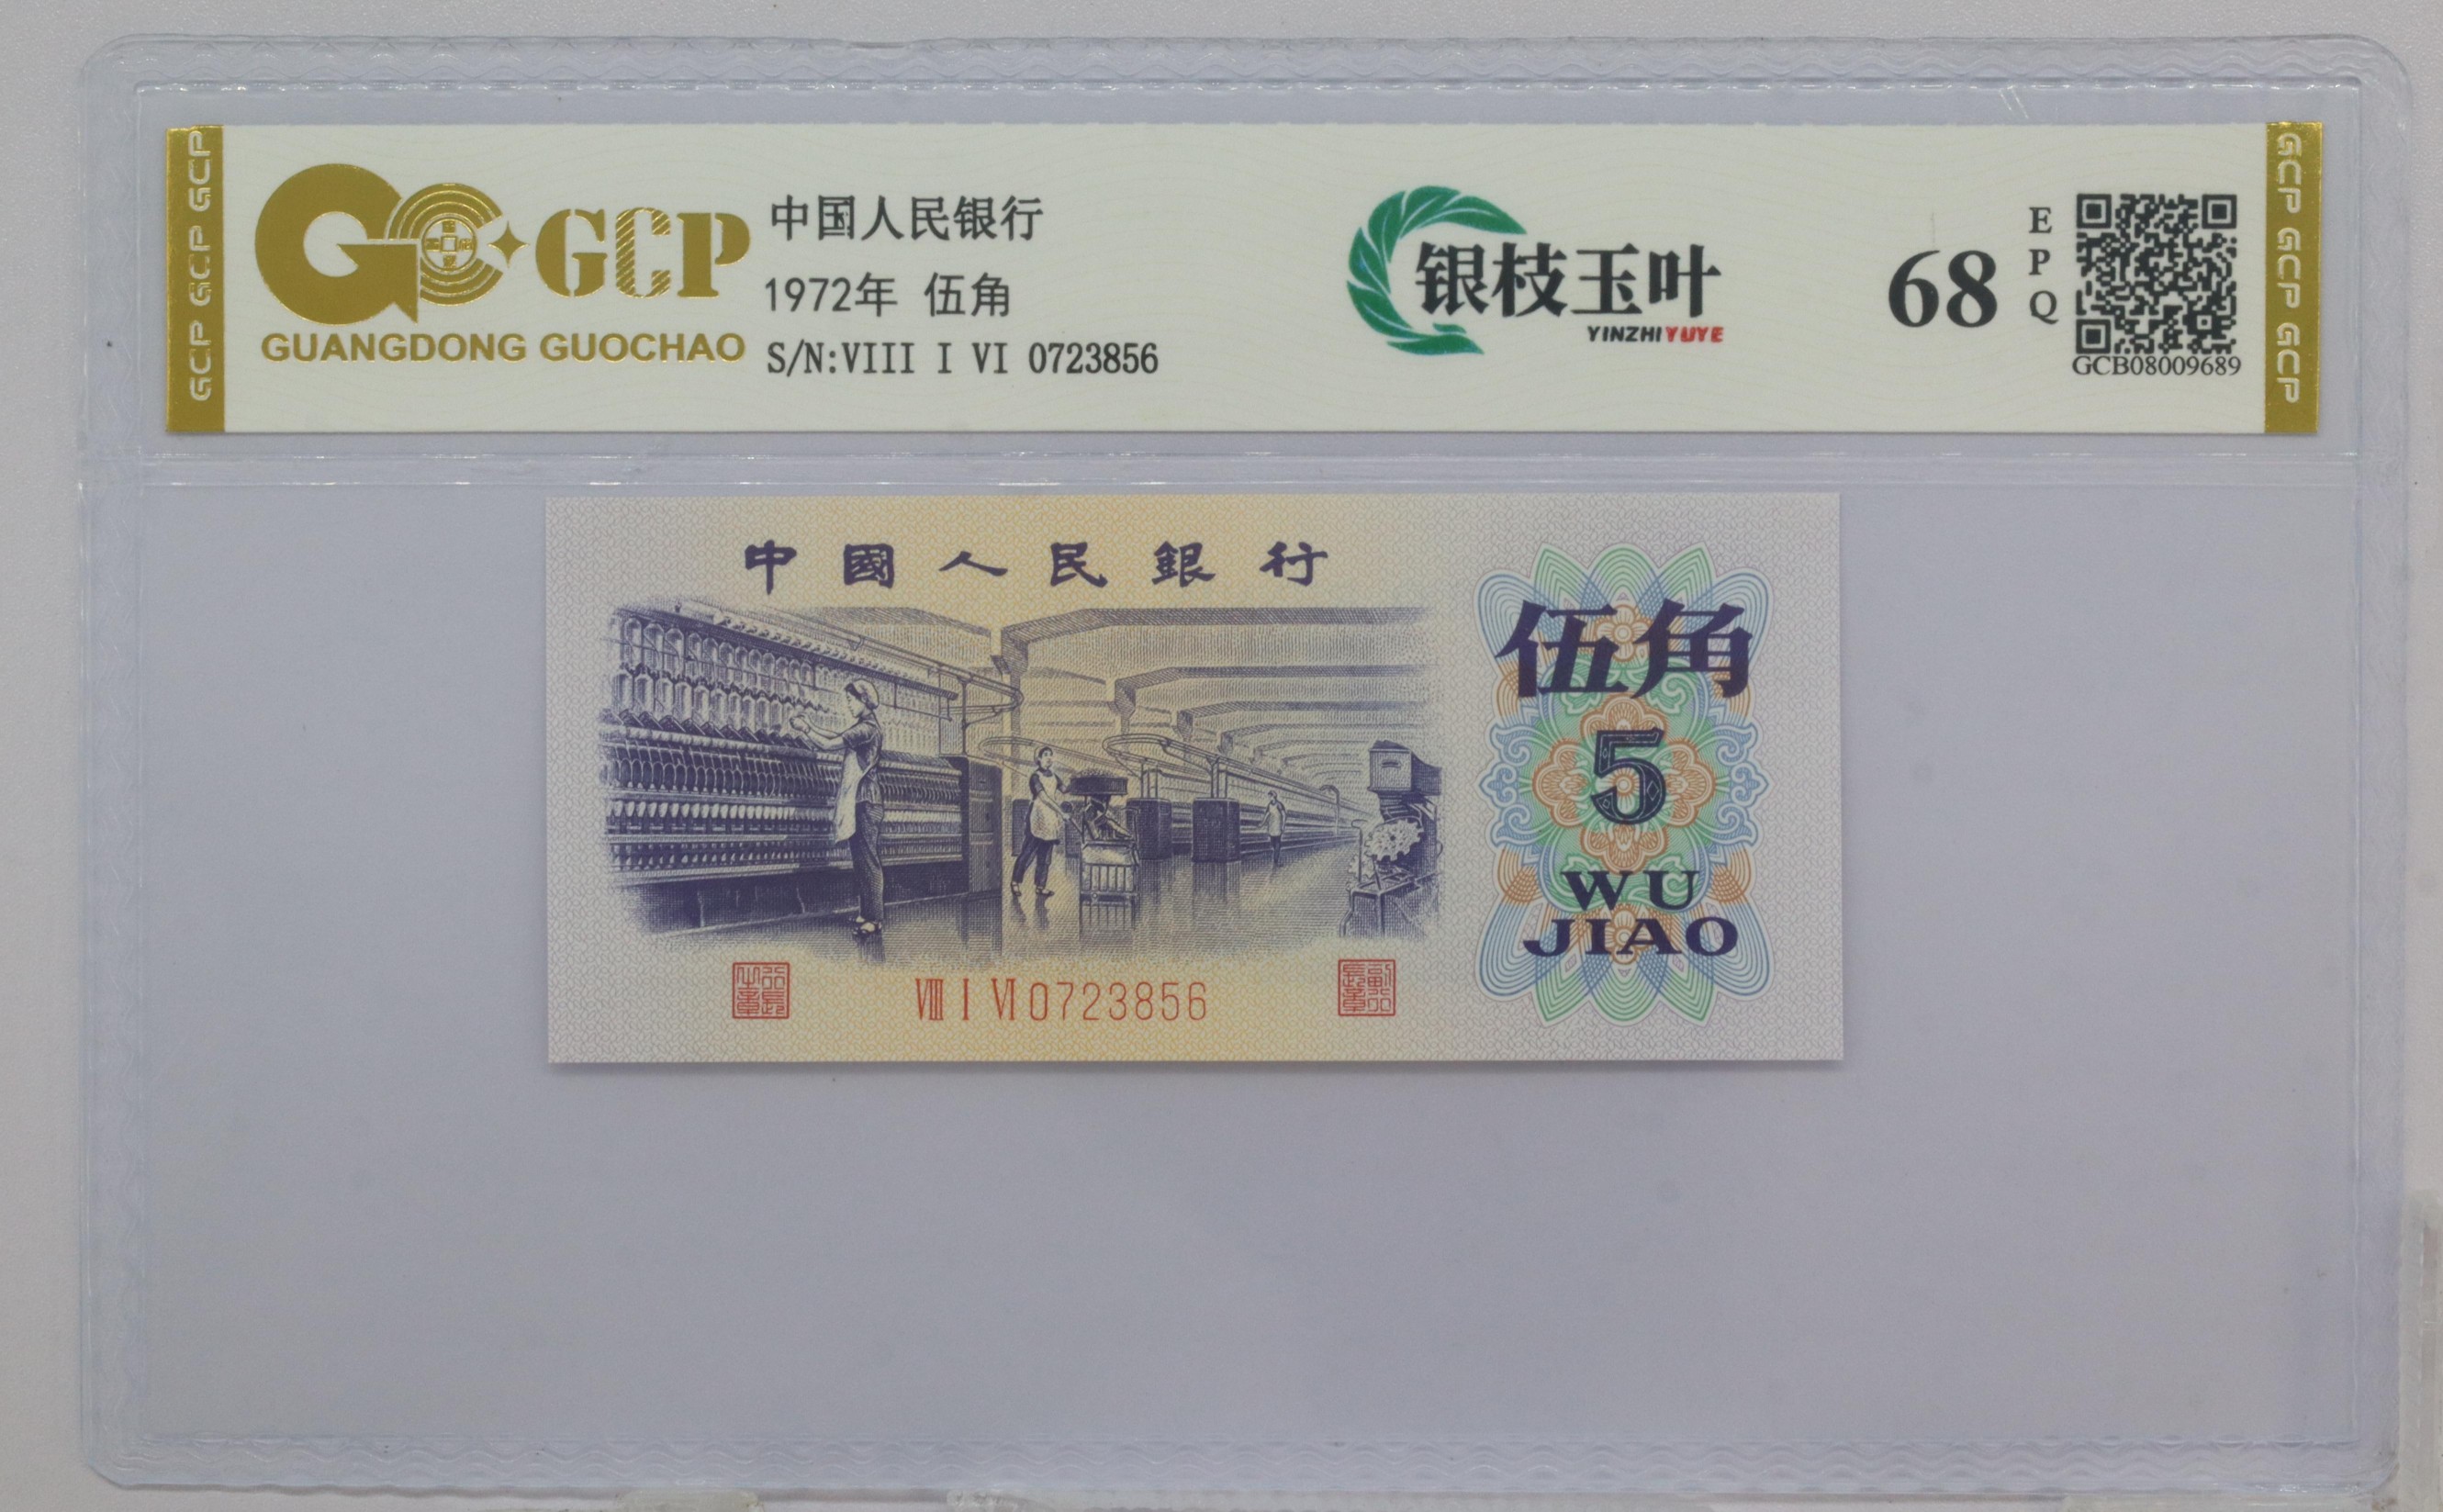 GCP GCP GCP
GCP
GUANGDONG GUOCHAO
中国人民银行
1972年 伍角
S/N:VIII I VI 0723856
银枝玉叶
YINZHIYUYE
68
EPQ
GCB08009689
GCP GCP GCP
中國人民銀行
伍角
5
WU
JIAO
VIII I VI 0723856